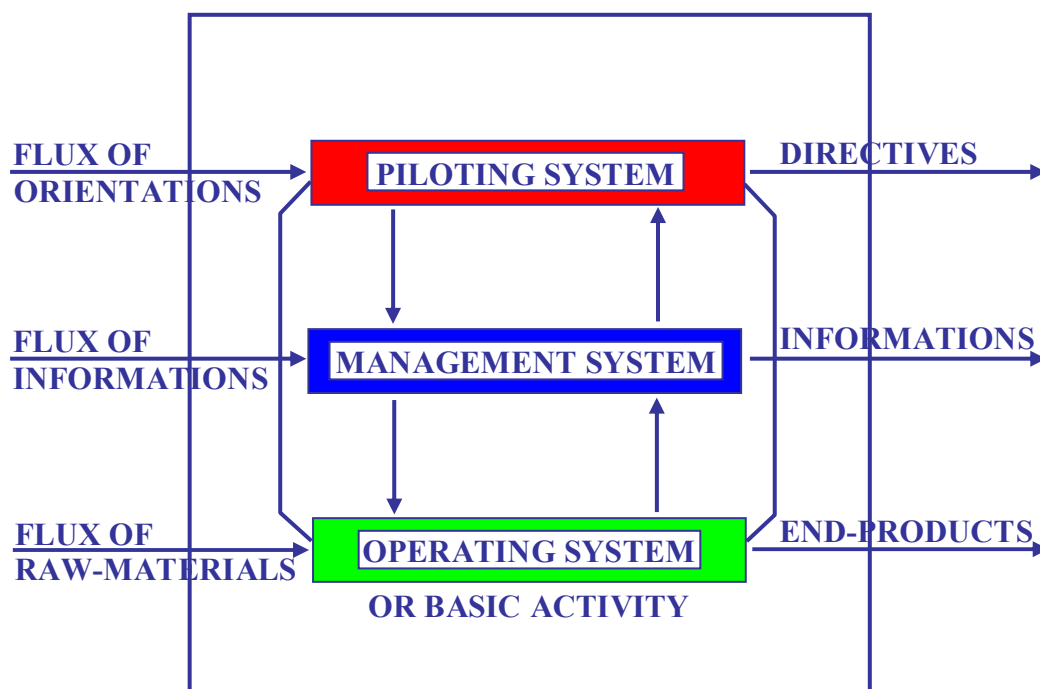 FLUX OF
ORIENTATIONS
PILOTING SYSTEM
DIRECTIVES
FLUX OF
INFORMATIONS
MANAGEMENT SYSTEM
INFORMATIONS
FLUX OF
RAW-MATERIALS
OPERATING SYSTEM
OR BASIC ACTIVITY
END-PRODUCTS